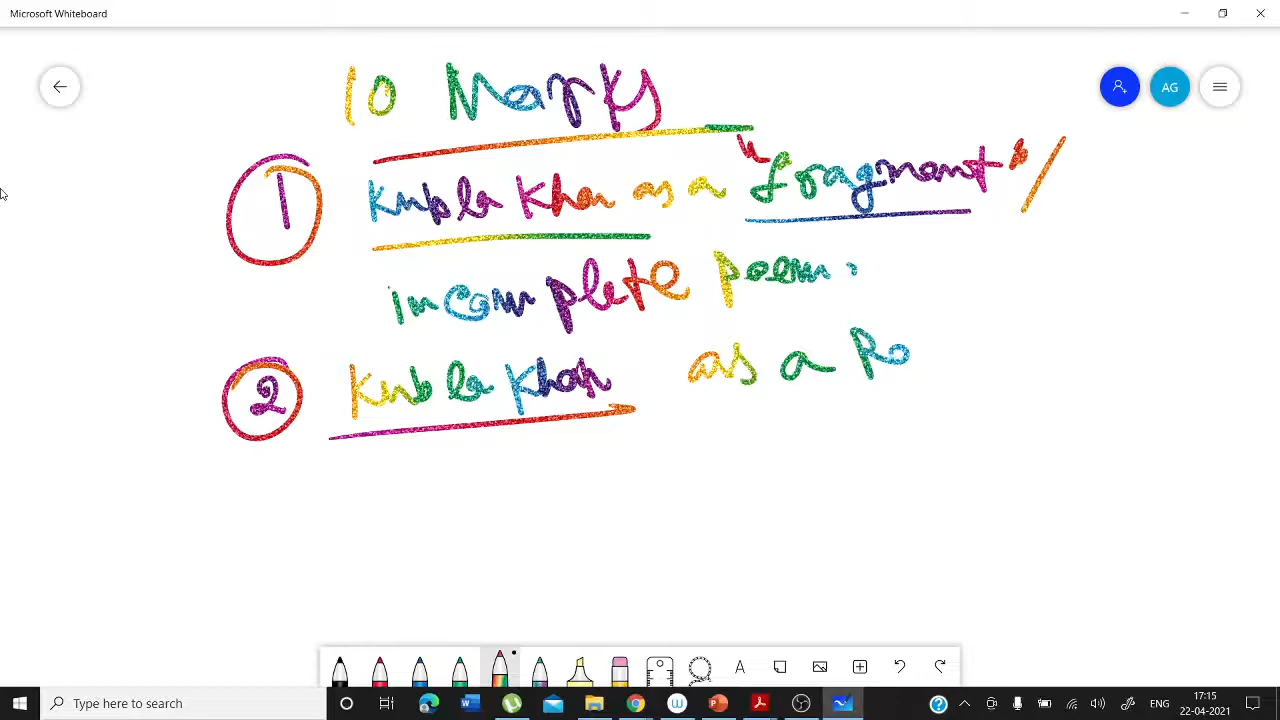 Microsoft Whiteboard
AG
10 Marks
1 Kubla Khan as a "fragment" /
incomplete poem.
2 Kubla Khan as a Ro
A
Type here to search
ENG
17:15
22-04-2021